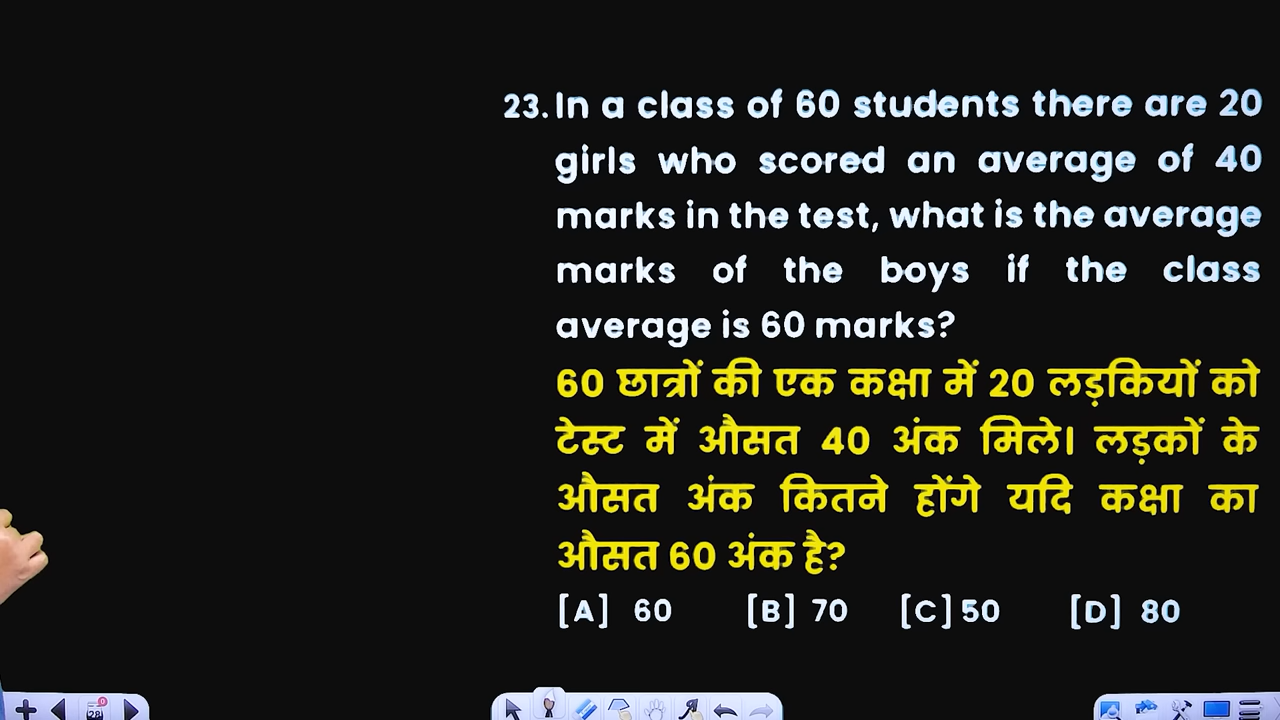 23. In a class of 60 students there are 20
girls who scored an average of 40
marks in the test, what is the average
marks of the boys if the class
average is 60 marks?
60 छात्रों की एक कक्षा में 20 लड़कियों को
टेस्ट में औसत 40 अंक मिले। लड़कों के
औसत अंक कितने होंगे यदि कक्षा का
औसत 60 अंक है?
[A] 60 [B] 70 [C] 50 [D] 80
28